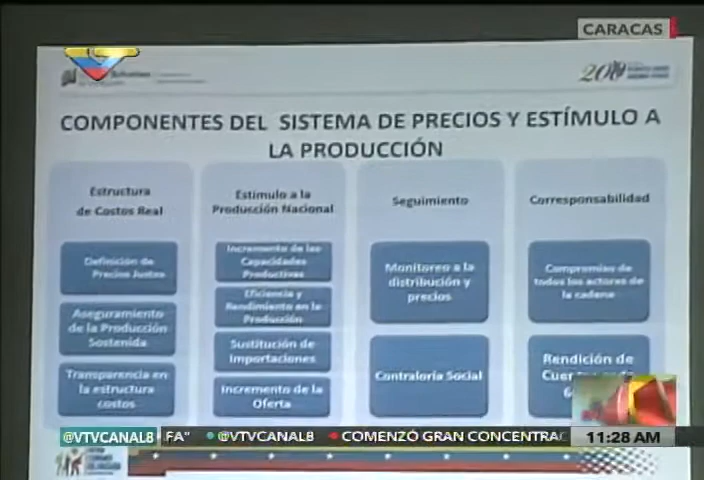 CARACAS
200
COMPONENTES DEL SISTEMA DE PRECIOS Y ESTÍMULO A
LA PRODUCCIÓN
Estructura
de Costos Real
Definición de
Precios Justos
Aseguramiento
de la Producción
Sostenida
Transparencia en
la estructura
costos
Estímulo a la
Producción Nacional
Incremento de las
Capacidades
Productivas
Eficiencia y
Rendimiento en la
Producción
Sustitución de
Importaciones
Incremento de la
Oferta
Seguimiento
Monitoreo a la
distribución y
precios
Contraloría Social
Corresponsabilidad
Compromiso de
todos los actores de
la cadena
Rendición de
@VTVCANAL8 FA" @VTVCANAL8 COMENZÓ GRAN CONCENTRAC 11:28 AM